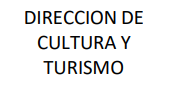 DIRECCION DE
CULTURA Y
TURISMO